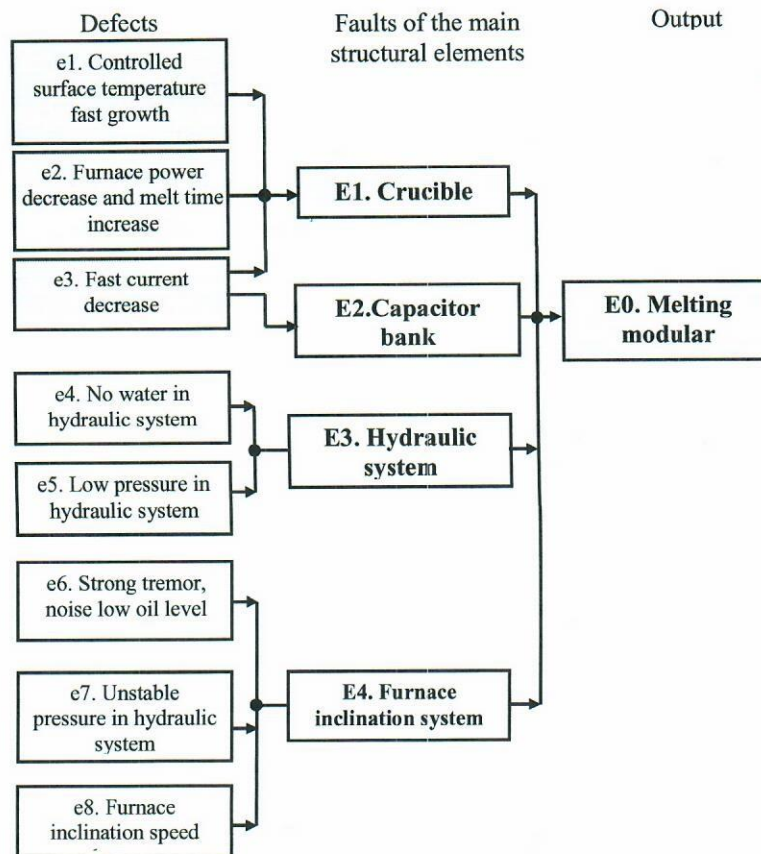 Defects
Faults of the main
structural elements
Output
e1. Controlled
surface temperature
fast growth
e2. Furnace power
decrease and melt time
increase
e3. Fast current
decrease
e4. No water in
hydraulic system
e5. Low pressure in
hydraulic system
e6. Strong tremor,
noise low oil level
e7. Unstable
pressure in hydraulic
system
e8. Furnace
inclination speed
E1. Crucible
E2.Capacitor
bank
E3. Hydraulic
system
E4. Furnace
inclination system
E0. Melting
modular